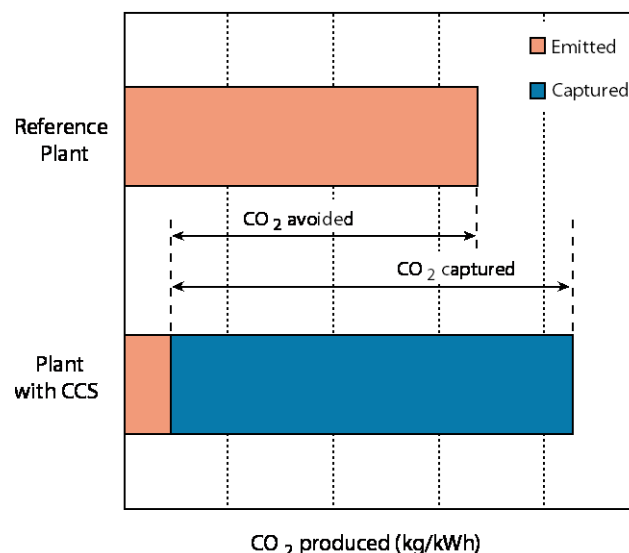 Emitted
Captured
Reference
Plant
CO2 avoided
CO2 captured
Plant
with CCS
CO2 produced (kg/kWh)